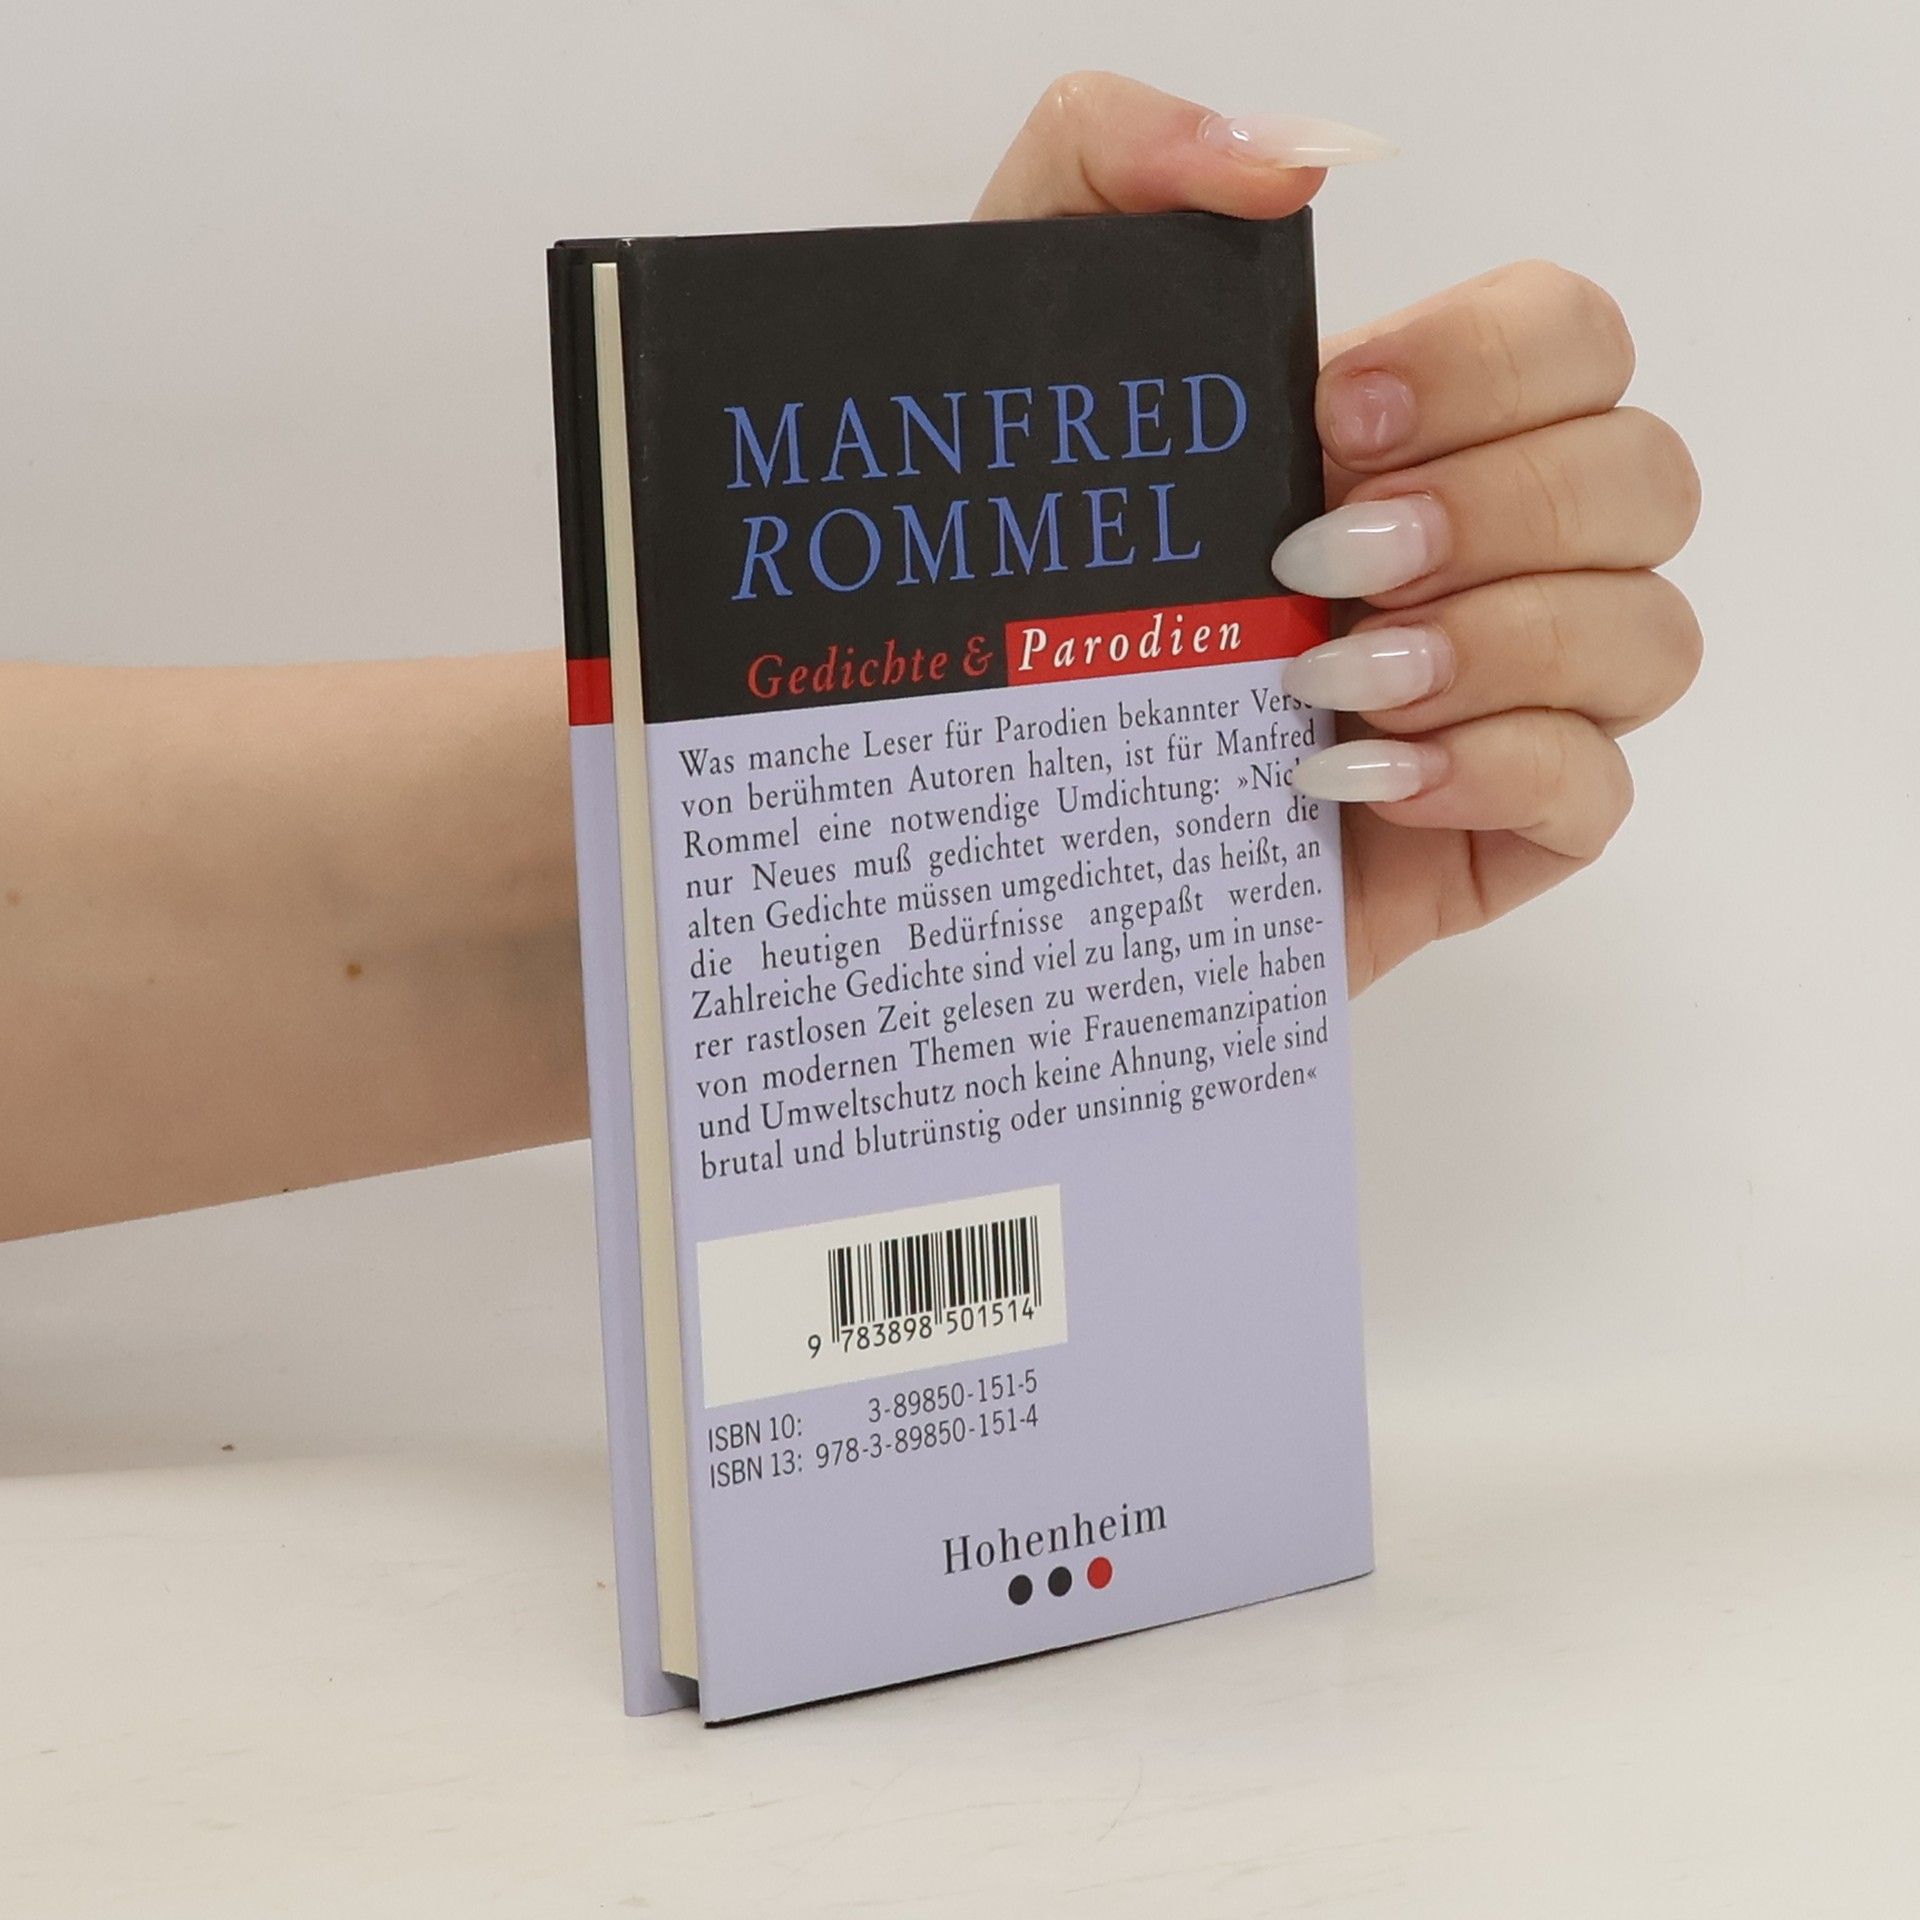 MANFRED
ROMMEL
Gedichte & Parodien
Was manche Leser für Parodien bekannter
von berühmten Autoren halten, ist für Manfred
Rommel eine notwendige Umdichtung:
nur Neues muß gedichtet werden, sondern die
alten Gedichte müssen umgedichtet, das heißt, an
die heutigen Bedürfnisse angepaßt werden.
Zahlreiche Gedichte sind viel zu lang, um in unse-
rer rastlosen Zeit gelesen zu werden, viele haben
von modernen Themen wie Frauenemanzipation
und Umweltschutz noch keine Ahnung, viele sind
brutal und blutrünstig oder unsinnig geworden«
9 783898 501514
ISBN 10: 3-89850-151-5
ISBN 13: 978-3-89850-151-4
Hohenheim